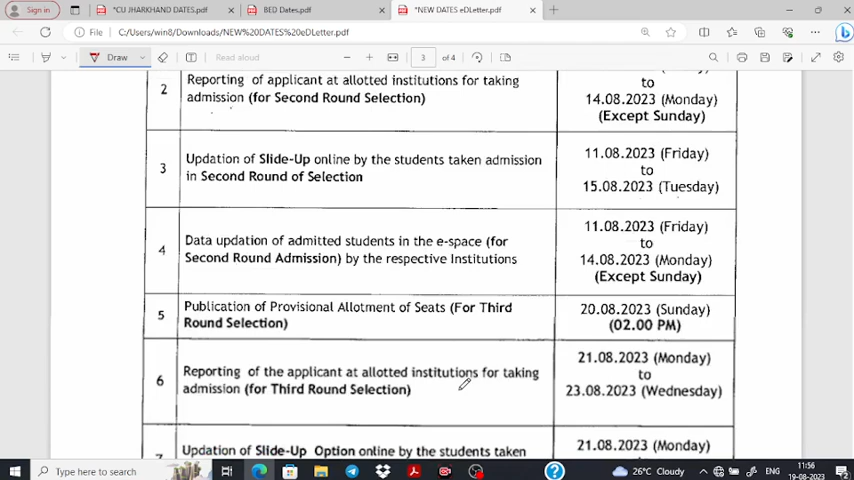 Sign in
*CU JHARKHAND DATES.pdf
BED Dates.pdf
*NEW DATES eDLetter.pdf
File
C:/Users/win8/Downloads/NEW%20DATES%20eDLetter.pdf
Draw
Read aloud
3
of 4
2
Reporting of applicant at allotted institutions for taking
admission (for Second Round Selection)
to
14.08.2023 (Monday)
(Except Sunday)
3
Updation of Slide-Up online by the students taken admission
in Second Round of Selection
11.08.2023 (Friday)
to
15.08.2023 (Tuesday)
4
Data updation of admitted students in the e-space (for
Second Round Admission) by the respective Institutions
11.08.2023 (Friday)
to
14.08.2023 (Monday)
(Except Sunday)
5
Publication of Provisional Allotment of Seats (For Third
Round Selection)
20.08.2023 (Sunday)
(02.00 PM)
6
Reporting of the applicant at allotted institutions for taking
admission (for Third Round Selection)
21.08.2023 (Monday)
to
23.08.2023 (Wednesday)
Updation of Slide-Up Option online by the students taken
21.08.2023 (Monday)
Type here to search
26°C Cloudy
ENG
11:56
19-08-2023